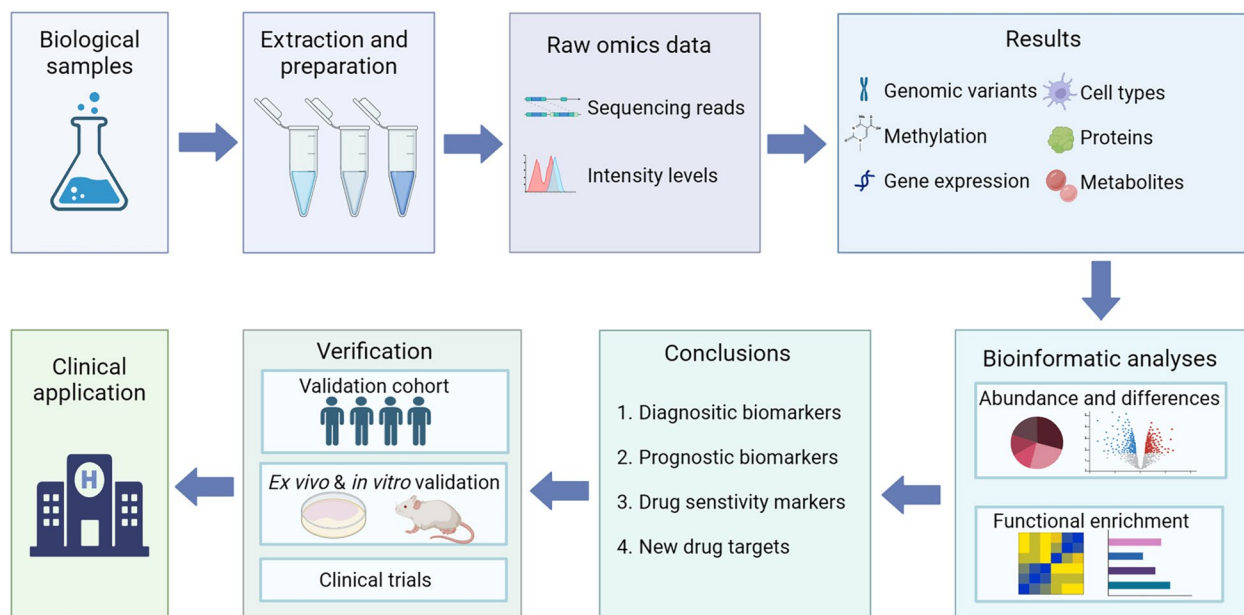 Biological
samples
Extraction and
preparation
Raw omics data
Sequencing reads
Intensity levels
Results
Genomic variants
Cell types
Methylation
Proteins
Gene expression
Metabolites
Bioinformatic analyses
Abundance and differences
Functional enrichment
Conclusions
1. Diagnositic biomarkers
2. Prognostic biomarkers
3. Drug senstivity markers
4. New drug targets
Verification
Validation cohort
Ex vivo & in vitro validation
Clinical trials
Clinical
application
H